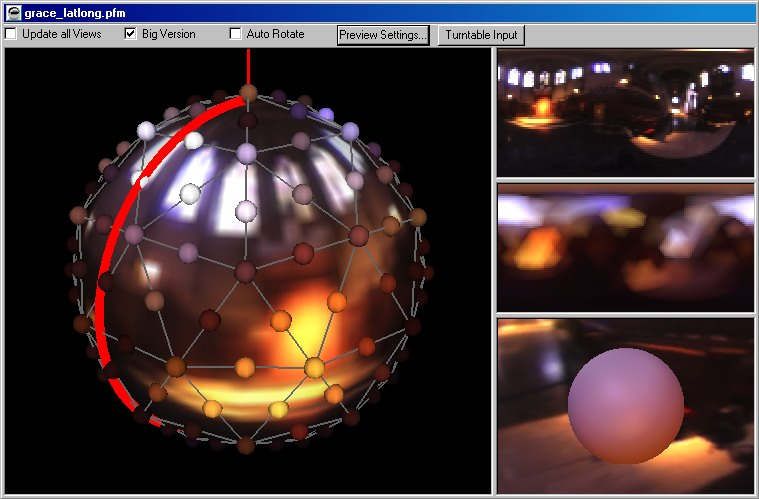 grace_latlong.pfm
Update all Views Big Version Auto Rotate Preview Settings... Turntable Input